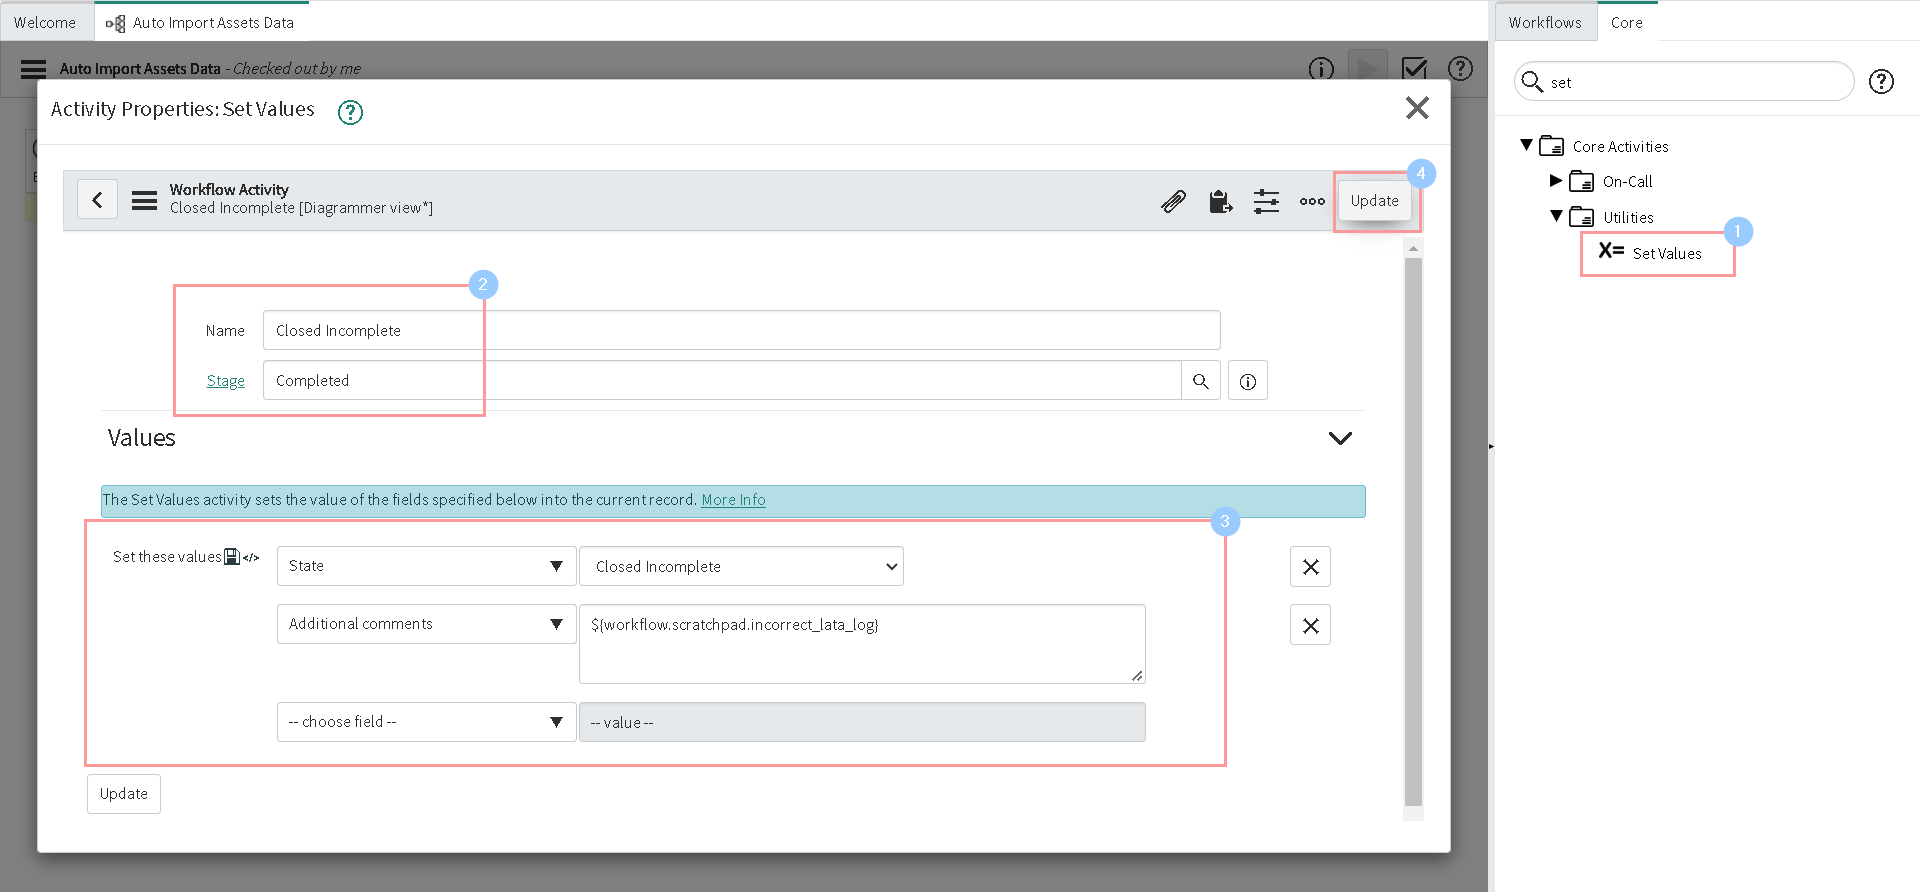 Welcome
Auto Import Assets Data
Workflows
Core
Auto Import Assets Data - Checked out by me
set
Activity Properties: Set Values
Core Activities
On-Call
Utilities
Set Values
1
Workflow Activity
Closed Incomplete [Diagrammer view*]
Update
4
2
Name
Closed Incomplete
Stage
Completed
Values
The Set Values activity sets the value of the fields specified below into the current record. More Info
3
Set these values
State
Closed Incomplete
Additional comments
${workflow.scratchpad.incorrect_lata_log}
-- choose field --
-- value --
Update